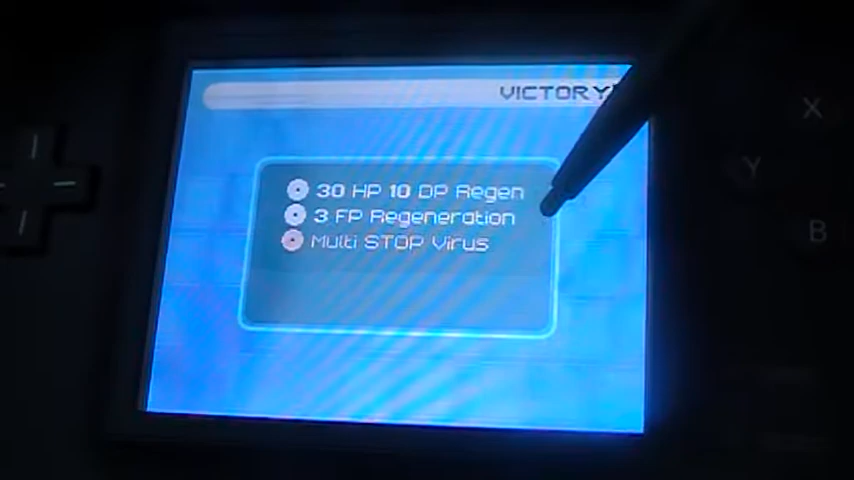 VICTORY
30 HP 10 DP Regen
3 FP Regeneration
Multi STOP Virus
X
Y
B